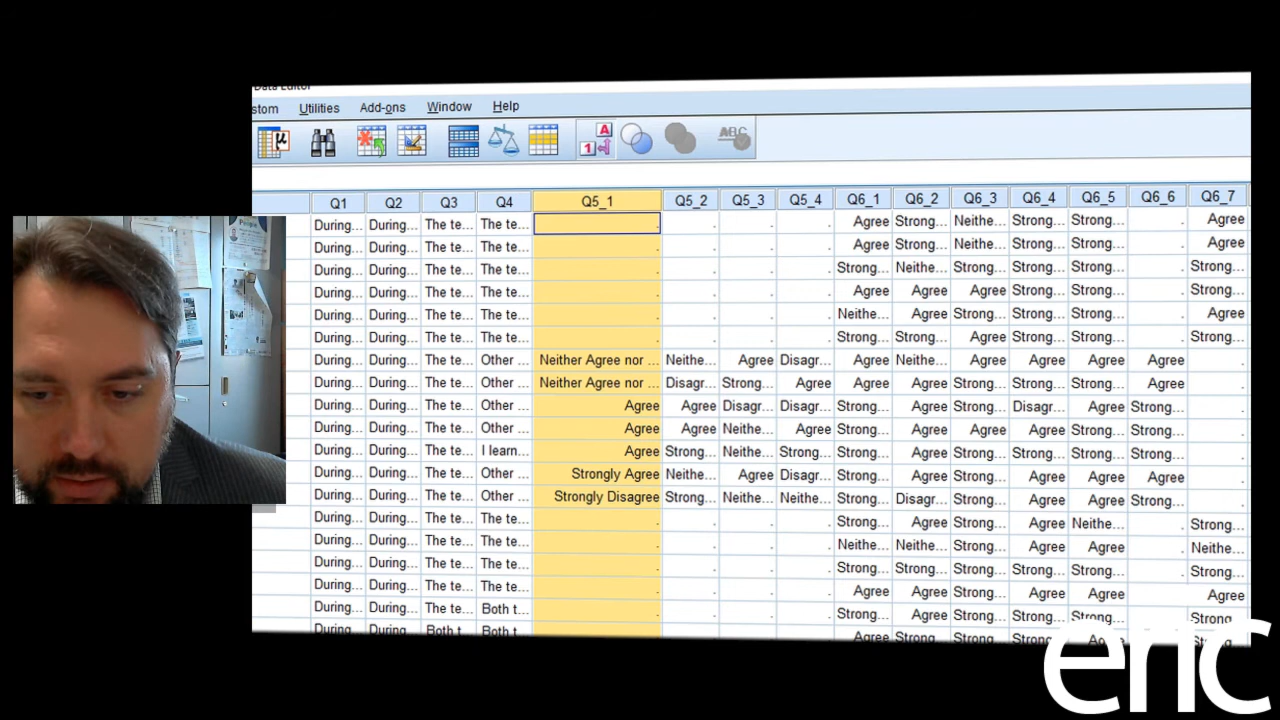 Data Editor
stom Utilities Add-ons Window Help
A
1
ABC
Q1 Q2 Q3 Q4 Q5_1 Q5_2 Q5_3 Q5_4 Q6_1 Q6_2 Q6_3 Q6_4 Q6_5 Q6_6 Q6_7
During... During... The te... The te... . . . . Agree Strong... Neithe... Strong... Strong... . Agree
During... During... The te... The te... . . . . Agree Strong... Neithe... Strong... Strong... . Agree
During... During... The te... The te... . . . . Strong... Neithe... Strong... Strong... Strong... . Strong...
During... During... The te... The te... . . . . Agree Agree Agree Strong... Strong... . Strong...
During... During... The te... The te... . . . . Neithe... Agree Strong... Strong... Strong... . Agree
During... During... The te... The te... . . . . Strong... Strong... Agree Strong... Strong... . Strong...
During... During... The te... Other ... Neither Agree nor ... Neithe... Agree Disagr... Agree Neithe... Agree Agree Agree Agree .
During... During... The te... Other ... Neither Agree nor ... Disagr... Strong... Agree Agree Agree Strong... Strong... Strong... Agree .
During... During... The te... Other ... Agree Agree Disagr... Disagr... Strong... Agree Strong... Disagr... Agree Strong... .
During... During... The te... Other ... Agree Agree Neithe... Agree Strong... Agree Agree Agree Strong... Strong... .
During... During... The te... I learn... Agree Strong... Neithe... Strong... Strong... Strong... Strong... Strong... Strong... Strong... .
During... During... The te... Other ... Strongly Agree Neithe... Agree Disagr... Strong... Strong... Strong... Agree Agree Agree .
During... During... The te... Other ... Strongly Disagree Strong... Neithe... Neithe... Strong... Disagr... Strong... Agree Agree Strong... .
During... During... The te... The te... . . . . Strong... Agree Strong... Agree Neithe... . Strong...
During... During... The te... The te... . . . . Neithe... Neithe... Strong... Agree Agree . Neithe...
During... During... The te... The te... . . . . Strong... Strong... Strong... Strong... Strong... . Strong...
During... During... The te... The te... . . . . Agree Agree Strong... Agree Agree . Agree
During... During... The te... Both t... . . . . Strong... Agree Strong... Strong... Strong... . Strong...
During During Both t Both t Agree Strong Strong Strong
eric